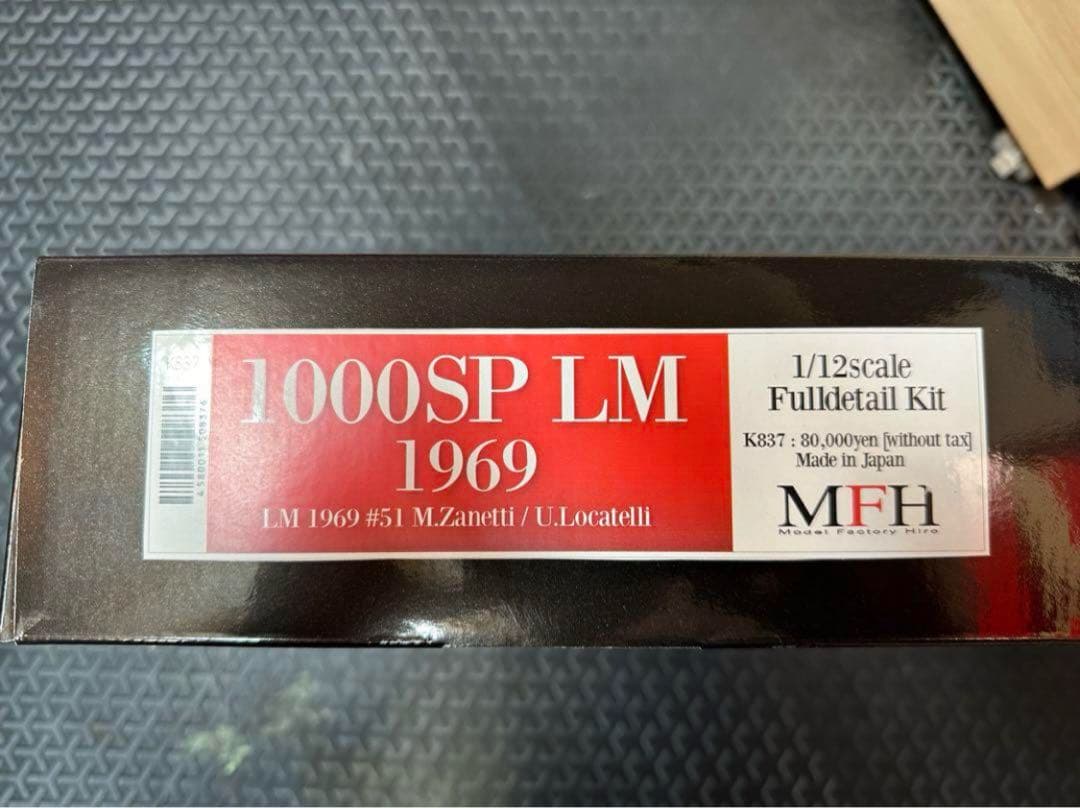 K837
1000SP LM
1969
LM 1969 #51 M.Zanetti / U.Locatelli
1/12scale
Fulldetail Kit
K837 : 80,000yen [without tax]
Made in Japan
MFH
Model Factory Hiro